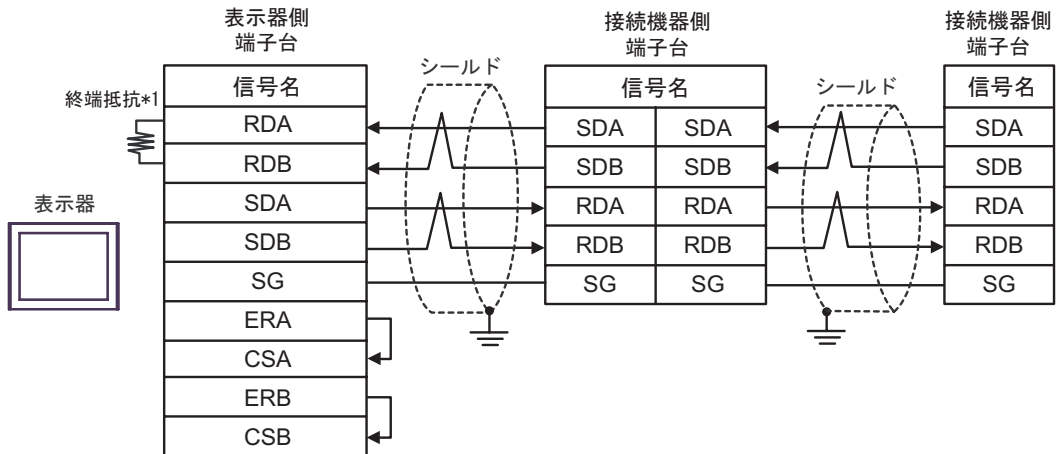 表示器側
端子台
信号名
RDA
RDB
SDA
SDB
SG
ERA
CSA
ERB
CSB
終端抵抗*1
表示器
シールド
接続機器側
端子台
信号名
SDA SDA
SDB SDB
RDA RDA
RDB RDB
SG SG
シールド
接続機器側
端子台
信号名
SDA
SDB
RDA
RDB
SG